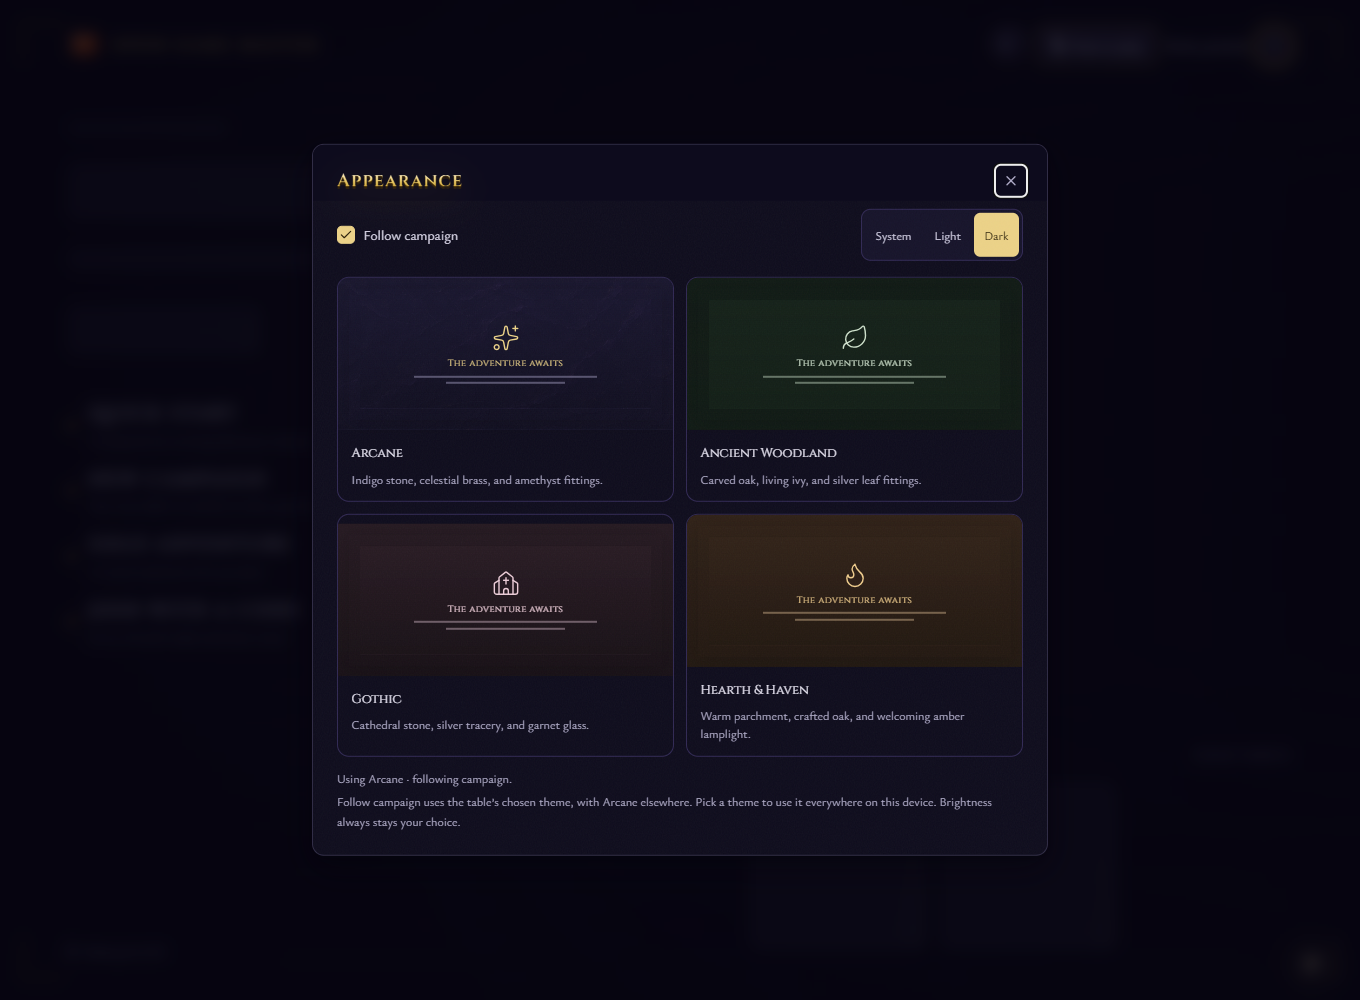 Appearance
Follow campaign
System Light Dark
The adventure awaits
Arcane
Indigo stone, celestial brass, and amethyst fittings.
The adventure awaits
Ancient Woodland
Carved oak, living ivy, and silver leaf fittings.
The adventure awaits
Gothic
Cathedral stone, silver tracery, and garnet glass.
The adventure awaits
Hearth & Haven
Warm parchment, crafted oak, and welcoming amber
lamplight.
Using Arcane · following campaign.
Follow campaign uses the table's chosen theme, with Arcane elsewhere. Pick a theme to use it everywhere on this device. Brightness
always stays your choice.